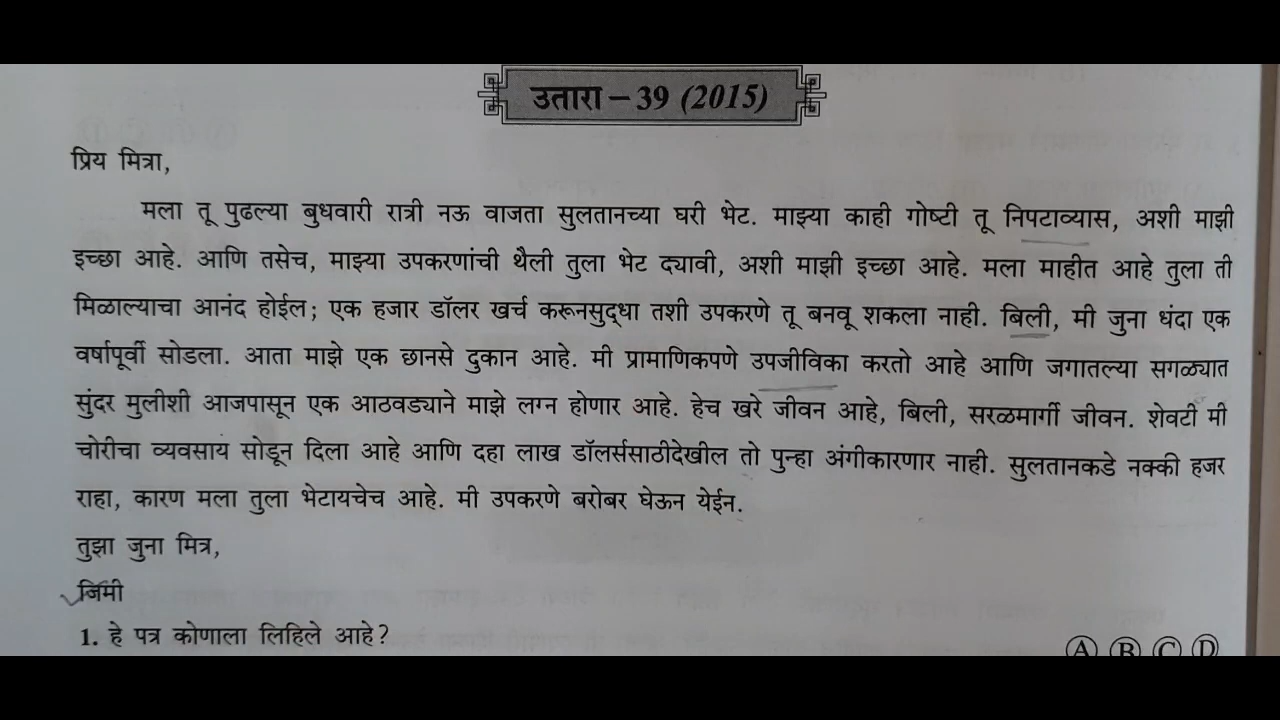 उतारा – 39 (2015)
प्रिय मित्रा,
मला तू पुढल्या बुधवारी रात्री नऊ वाजता सुलतानच्या घरी भेट. माझ्या काही गोष्टी तू निपटाव्यास, अशी माझी
इच्छा आहे. आणि तसेच, माझ्या उपकरणांची थैली तुला भेट द्यावी, अशी माझी इच्छा आहे. मला माहीत आहे तुला ती
मिळाल्याचा आनंद होईल; एक हजार डॉलर खर्च करूनसुद्धा तशी उपकरणे तू बनवू शकला नाही. बिली, मी जुना धंदा एक
वर्षापूर्वी सोडला. आता माझे एक छानसे दुकान आहे. मी प्रामाणिकपणे उपजीविका करतो आहे आणि जगातल्या सगळ्यात
सुंदर मुलीशी आजपासून एक आठवड्याने माझे लग्न होणार आहे. हेच खरे जीवन आहे, बिली, सरळमार्गी जीवन. शेवटी मी
चोरीचा व्यवसाय सोडून दिला आहे आणि दहा लाख डॉलर्ससाठीदेखील तो पुन्हा अंगीकारणार नाही. सुलतानकडे नक्की हजर
राहा, कारण मला तुला भेटायचेच आहे. मी उपकरणे बरोबर घेऊन येईन.
तुझा जुना मित्र,
जिमी
1. हे पत्र कोणाला लिहिले आहे?
A B C D